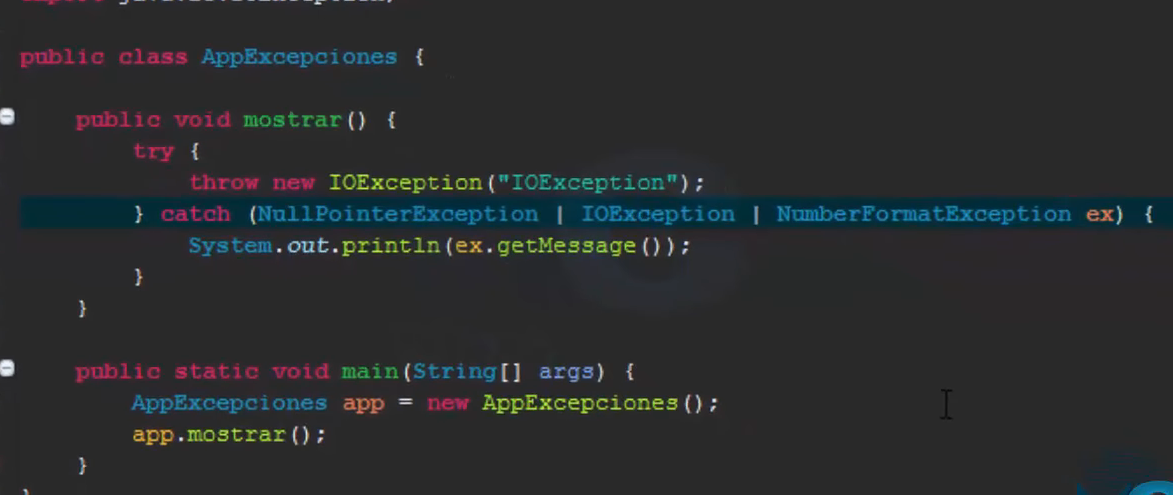 public class AppExcepciones {
public void mostrar() {
try {
throw new IOException("IOException");
} catch (NullPointerException | IOException | NumberFormatException ex) {
System.out.println(ex.getMessage());
}
}
public static void main(String[] args) {
AppExcepciones app = new AppExcepciones();
app.mostrar();
}